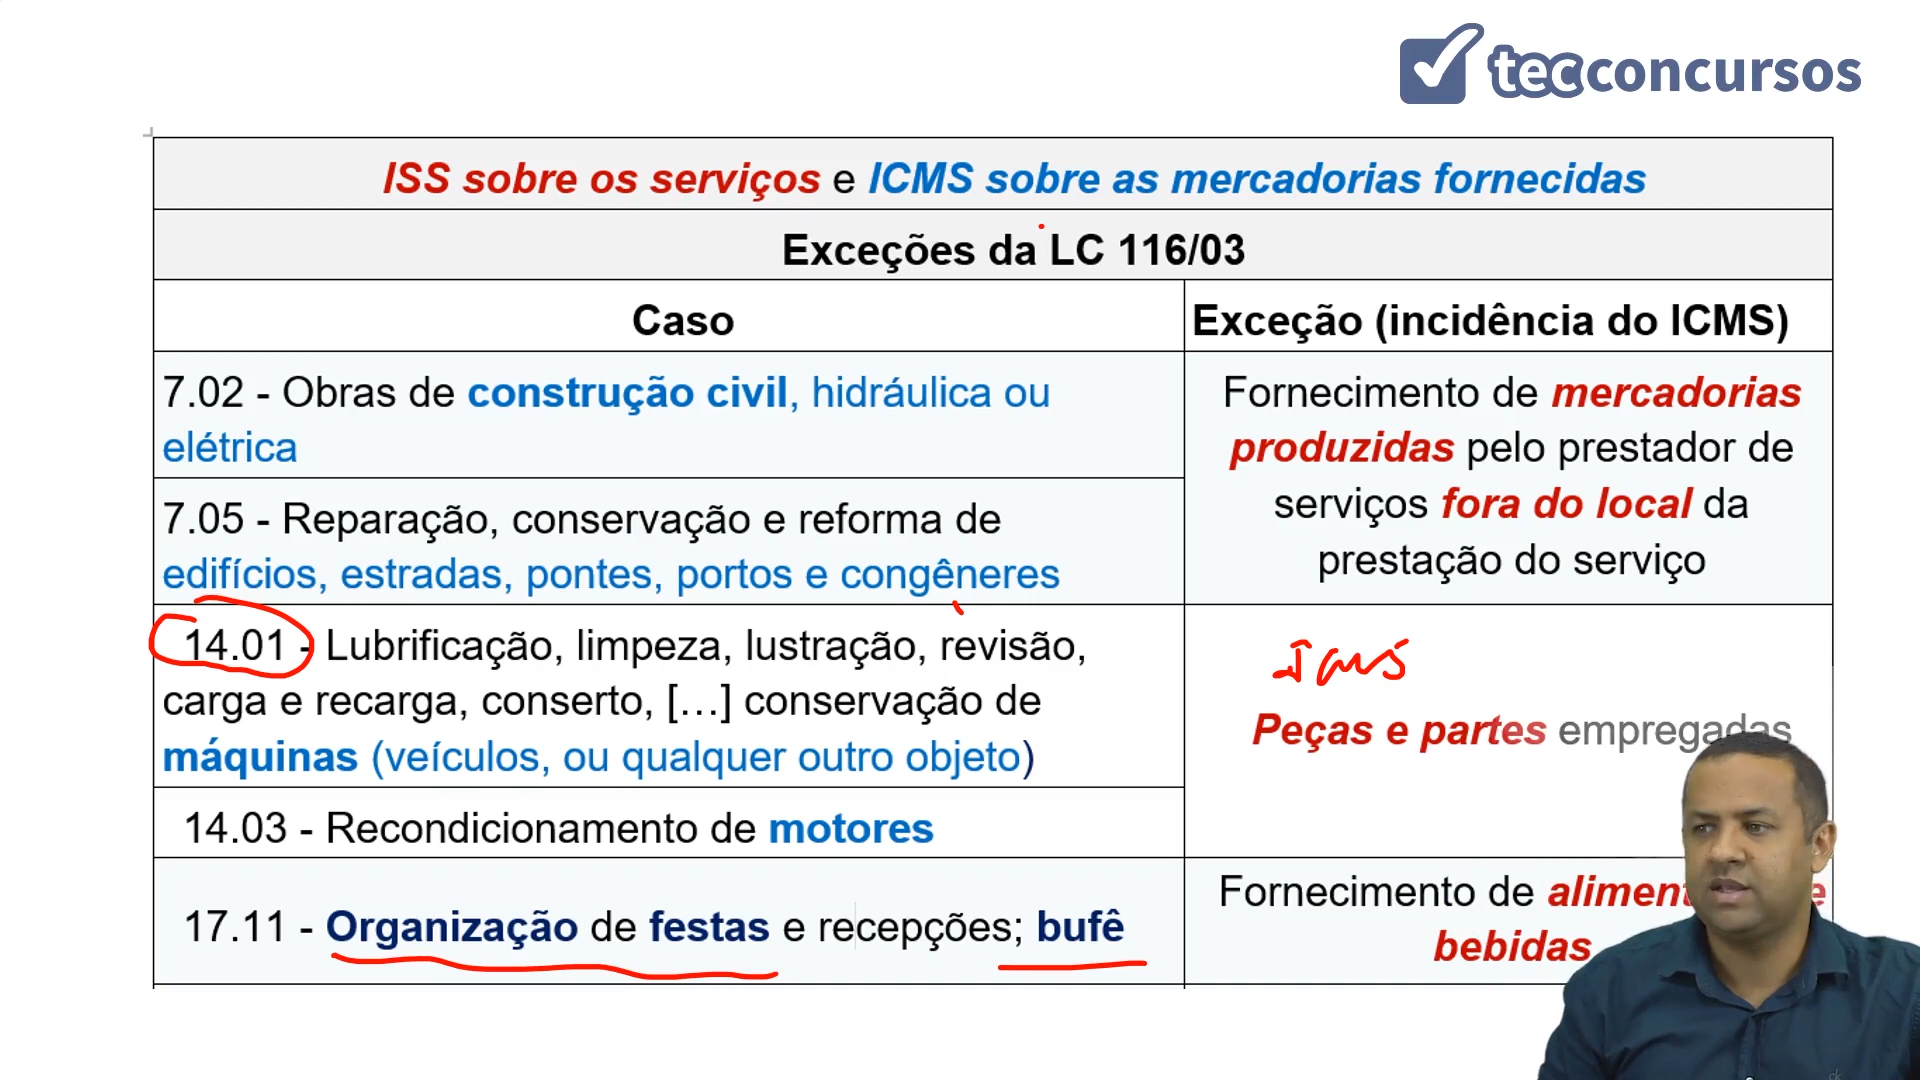 tecconcursos
ISS sobre os serviços e ICMS sobre as mercadorias fornecidas
Exceções da LC 116/03
Caso
Exceção (incidência do ICMS)
7.02 - Obras de construção civil, hidráulica ou
elétrica
Fornecimento de mercadorias
produzidas pelo prestador de
serviços fora do local da
prestação do serviço
7.05 - Reparação, conservação e reforma de
edifícios, estradas, pontes, portos e congêneres
14.01 - Lubrificação, limpeza, lustração, revisão,
carga e recarga, conserto, [...] conservação de
máquinas (veículos, ou qualquer outro objeto)
Icms
Peças e partes empregadas
14.03 - Recondicionamento de motores
17.11 - Organização de festas e recepções; bufê
Fornecimento de
bebidas